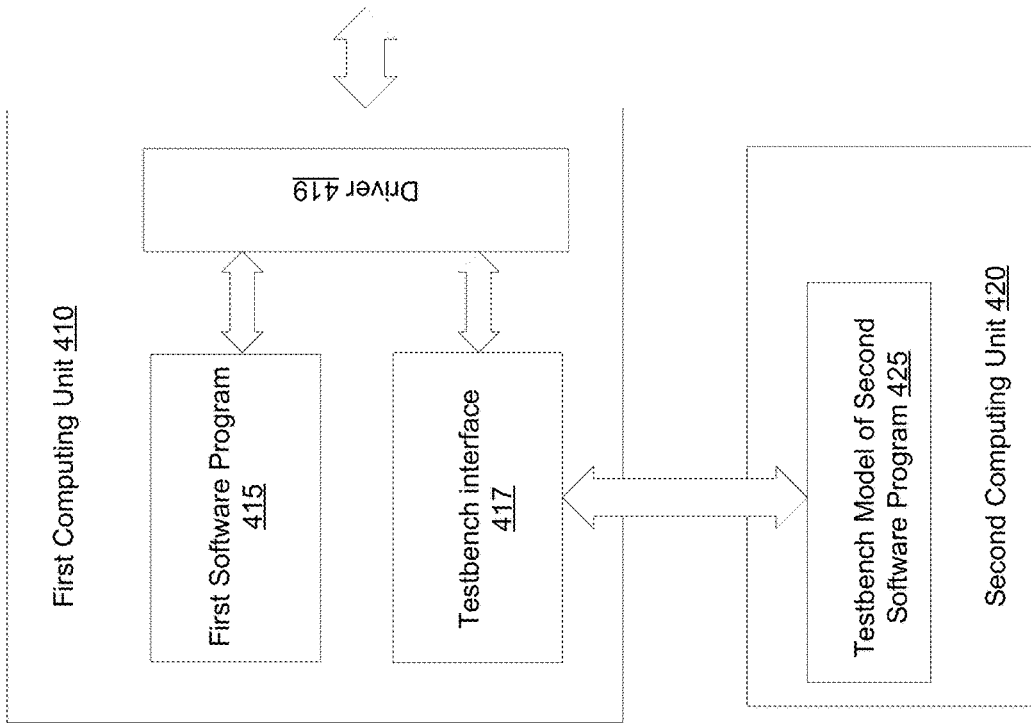 First Computing Unit 410
First Software Program
415
Driver 419
Testbench interface
417
Testbench Model of Second
Software Program 425
Second Computing Unit 420